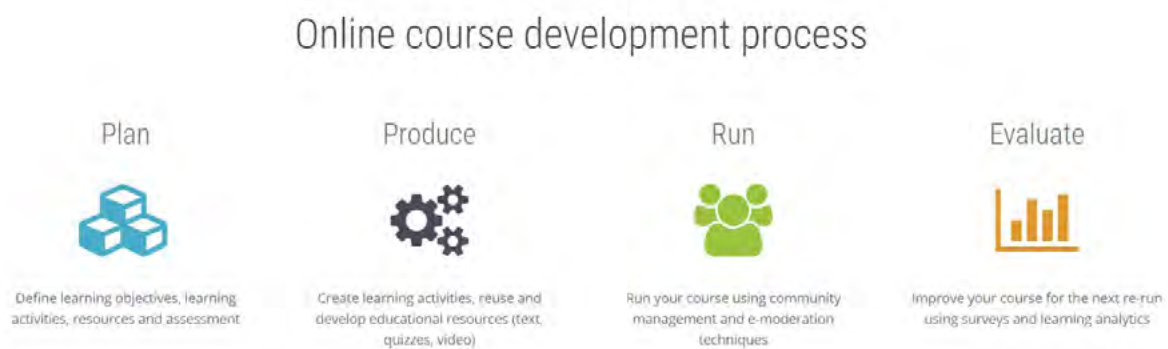 Online course development process
Plan
Define learning objectives, learning
activities, resources and assessment
Produce
Create learning activities, reuse and
develop educational resources (text,
quizzes, video)
Run
Run your course using community
management and e-moderation
techniques
Evaluate
Improve your course for the next re-run
using surveys and learning analytics